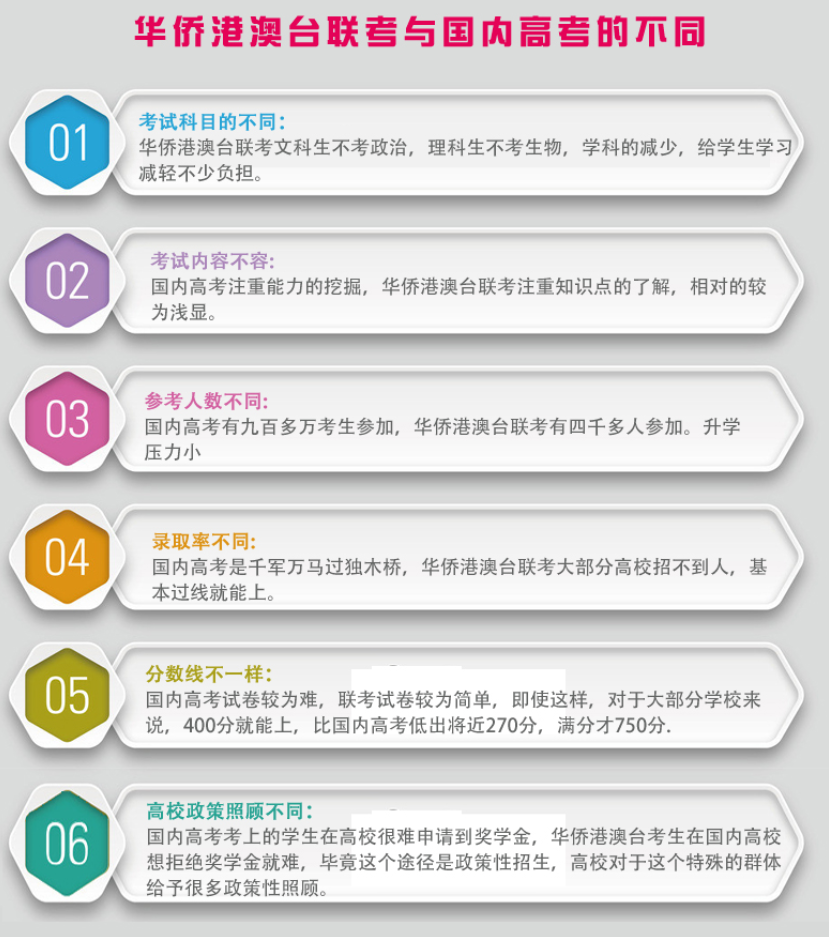 华侨港澳台联考与国内高考的不同
01
考试科目的不同：
华侨港澳台联考文科生不考政治，理科生不考生物，学科的减少，给学生学习
减轻不少负担。
02
考试内容不容：
国内高考注重能力的挖掘，华侨港澳台联考注重知识点的了解，相对的较
为浅显。
03
参考人数不同：
国内高考有九百多万考生参加，华侨港澳台联考有四千多人参加。升学
压力小
04
录取率不同：
国内高考是千军万马过独木桥，华侨港澳台联考大部分高校招不到人，基
本过线就能上。
05
分数线不一样：
国内高考试卷较为难，联考试卷较为简单，即使这样，对于大部分学校来
说，400分就能上，比国内高考低出将近270分，满分才750分.
06
高校政策照顾不同：
国内高考考上的学生在高校很难申请到奖学金，华侨港澳台考生在国内高校
想拒绝奖学金就难，毕竟这个途径是政策性招生，高校对于这个特殊的群体
给予很多政策性照顾。